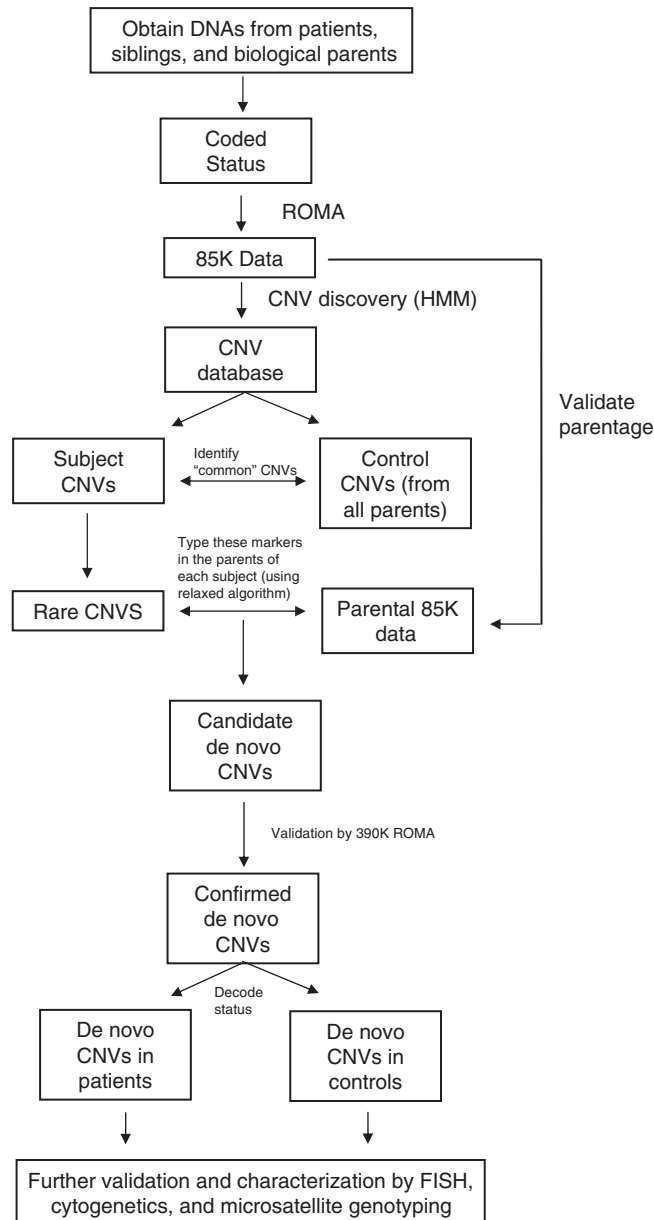 Obtain DNAs from patients,
siblings, and biological parents
Coded
Status
ROMA
85K Data
CNV discovery (HMM)
CNV
database
Validate
parentage
Subject
CNVs
Identify
“common” CNVs
Control
CNVs (from
all parents)
Type these markers
in the parents of
each subject (using
relaxed algorithm)
Rare CNVS
Parental 85K
data
Candidate
de novo
CNVs
Validation by 390K ROMA
Confirmed
de novo
CNVs
Decode
status
De novo
CNVs in
patients
De novo
CNVs in
controls
Further validation and characterization by FISH,
cytogenetics, and microsatellite genotyping